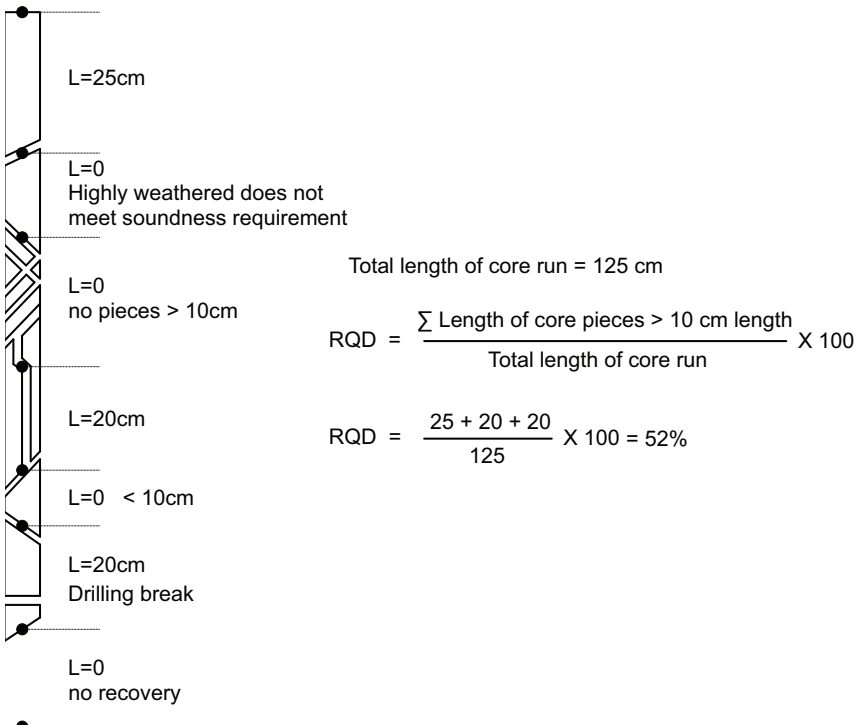 L=25cm
L=0
Highly weathered does not
meet soundness requirement
L=0
no pieces > 10cm
L=20cm
L=0 < 10cm
L=20cm
Drilling break
L=0
no recovery
Total length of core run = 125 cm
RQD = ∑ Length of core pieces > 10 cm length X 100
Total length of core run
RQD = 25 + 20 + 20 X 100 = 52%
125